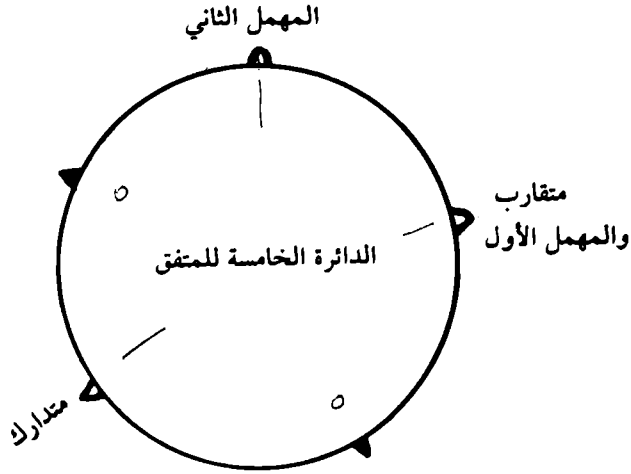 المهمل الثاني
متقارب
والمهمل الأول
الدائرة الخامسة للمتفق
متدارك